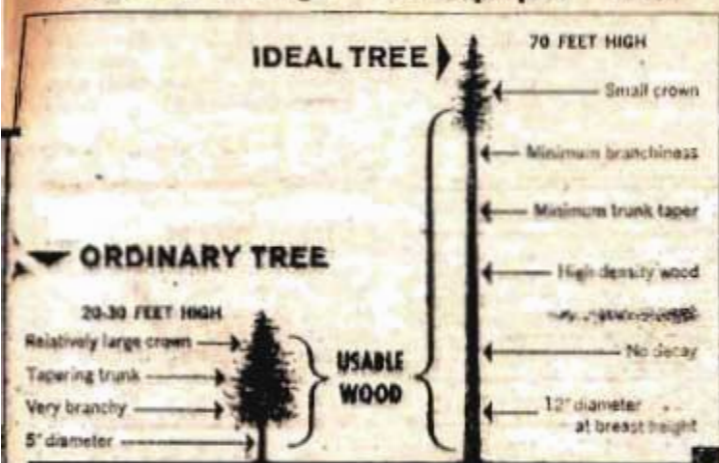 IDEAL TREE
70 FEET HIGH
Small crown
Minimum branchiness
Minimum trunk taper
High density wood
No decay
12" diameter
at breast height
ORDINARY TREE
20-30 FEET HIGH
Relatively large crown
Tapering trunk
Very branchy
5" diameter
USABLE
WOOD